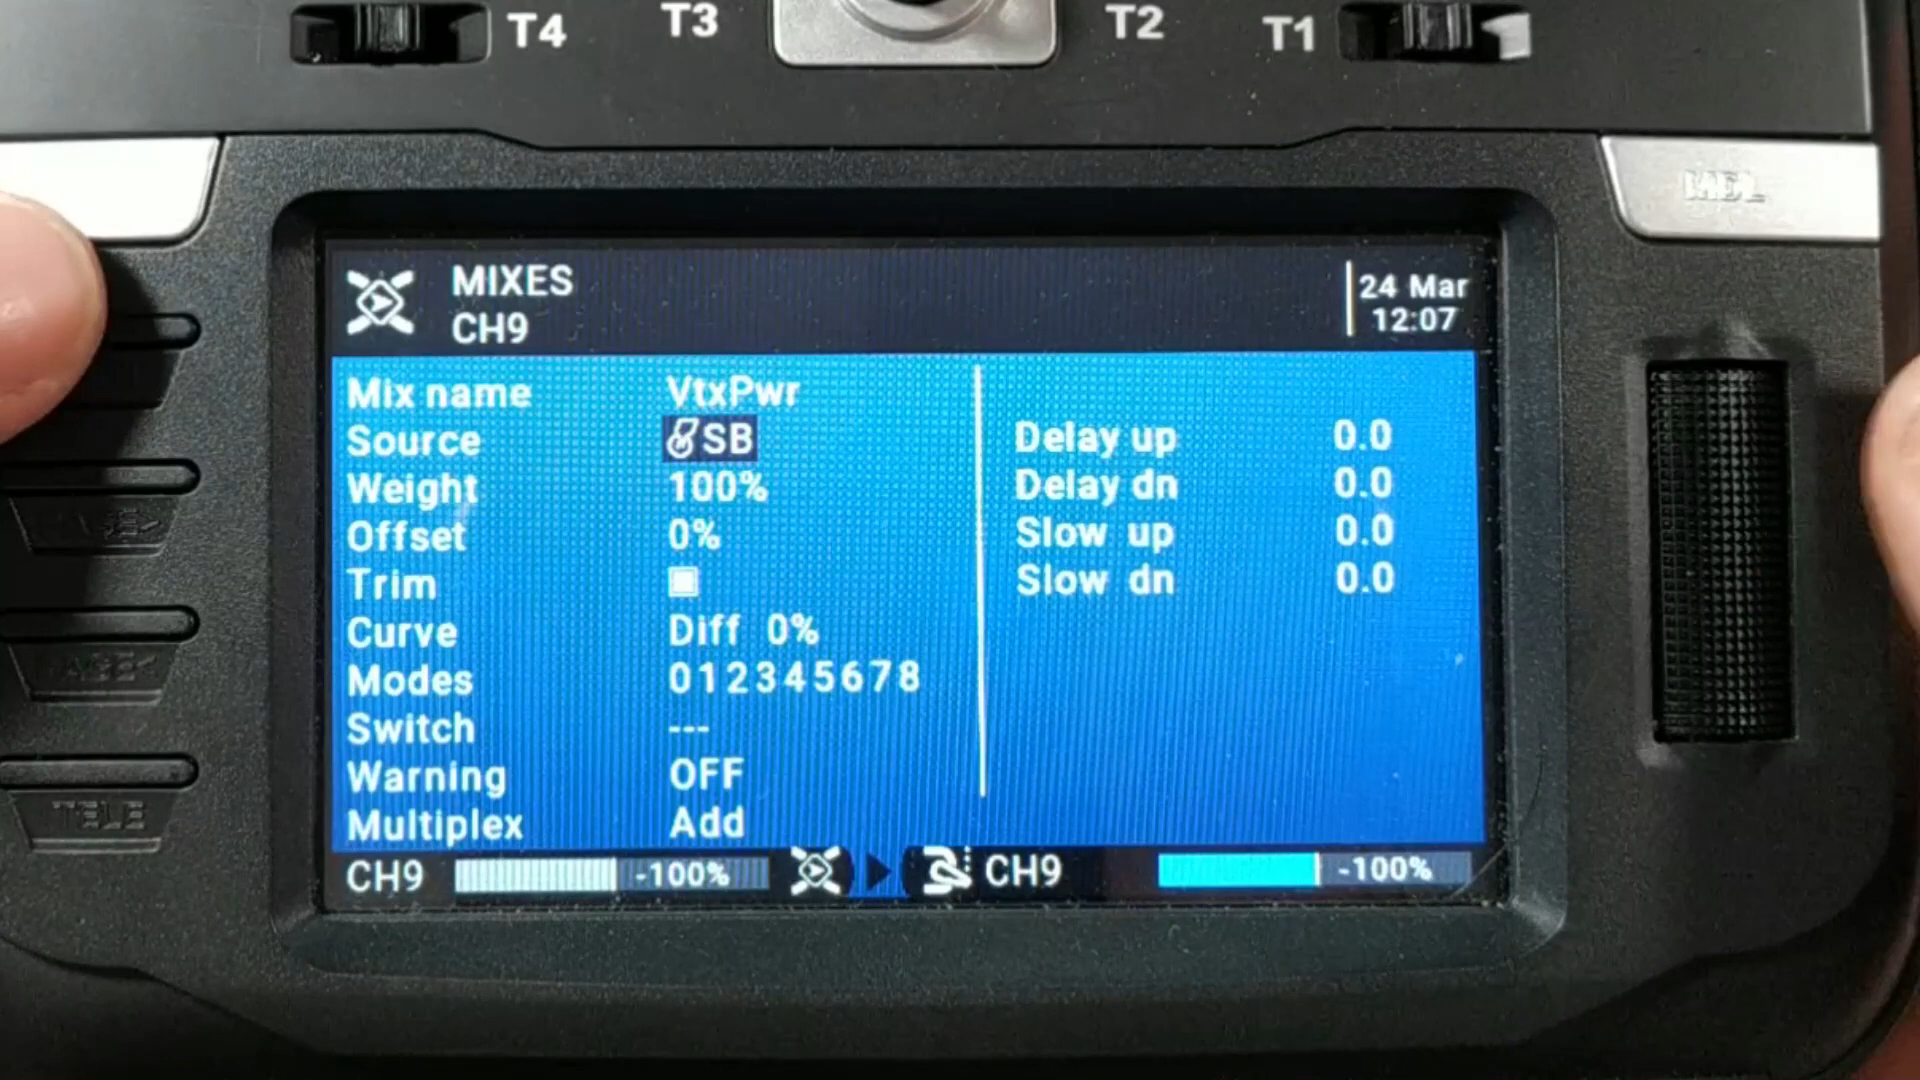 T4 T3 T2 T1
MDL
MIXES
CH9
24 Mar
12:07
Mix name VtxPwr
Source SB
Weight 100%
Offset 0%
Trim
Curve Diff 0%
Modes 012345678
Switch ---
Warning OFF
Multiplex Add
Delay up 0.0
Delay dn 0.0
Slow up 0.0
Slow dn 0.0
CH9 -100% CH9 -100%
TELE